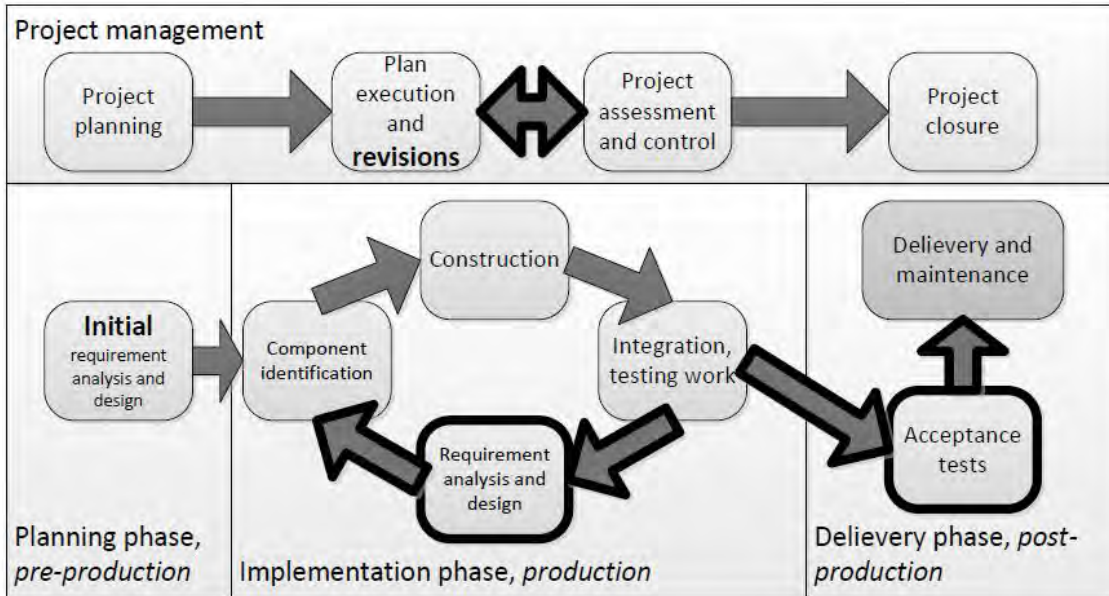 Project management
Project
planning
Plan
execution
and
revisions
Project
assessment
and control
Project
closure
Initial
requirement
analysis and
design
Component
identification
Construction
Integration,
testing work
Requirement
analysis and
design
Delievery and
maintenance
Acceptance
tests
Planning phase,
pre-production
Implementation phase, production
Delievery phase, post-
production